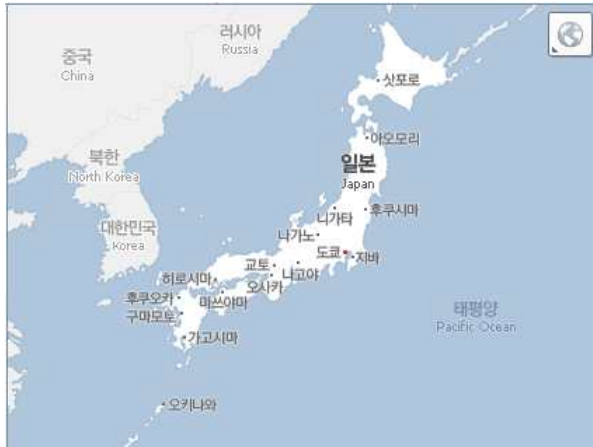 러시아
Russia
중국
China
삿포로
아오모리
북한
North Korea
일본
Japan
대한민국
Korea
니가타
후쿠시마
나가노
도쿄
지바
교토
나고야
히로시마
오사카
후쿠오카
미쓰야마
구마모토
가고시마
태평양
Pacific Ocean
오키나와